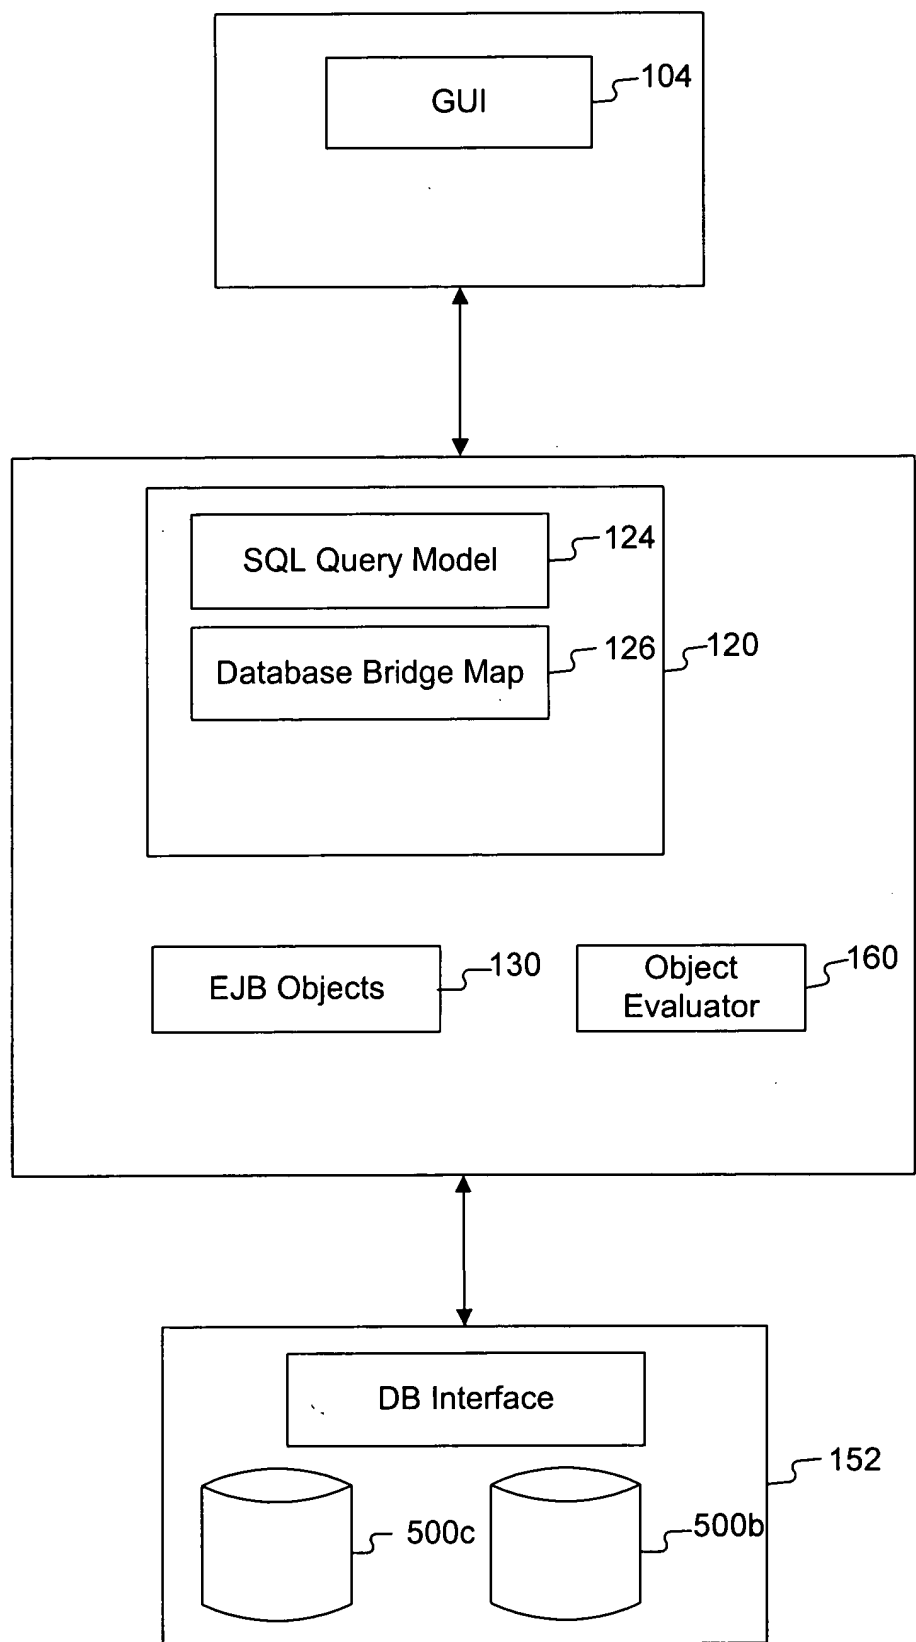 GUI
104
SQL Query Model
124
Database Bridge Map
126
120
EJB Objects
130
Object
Evaluator
160
DB Interface
152
500c
500b